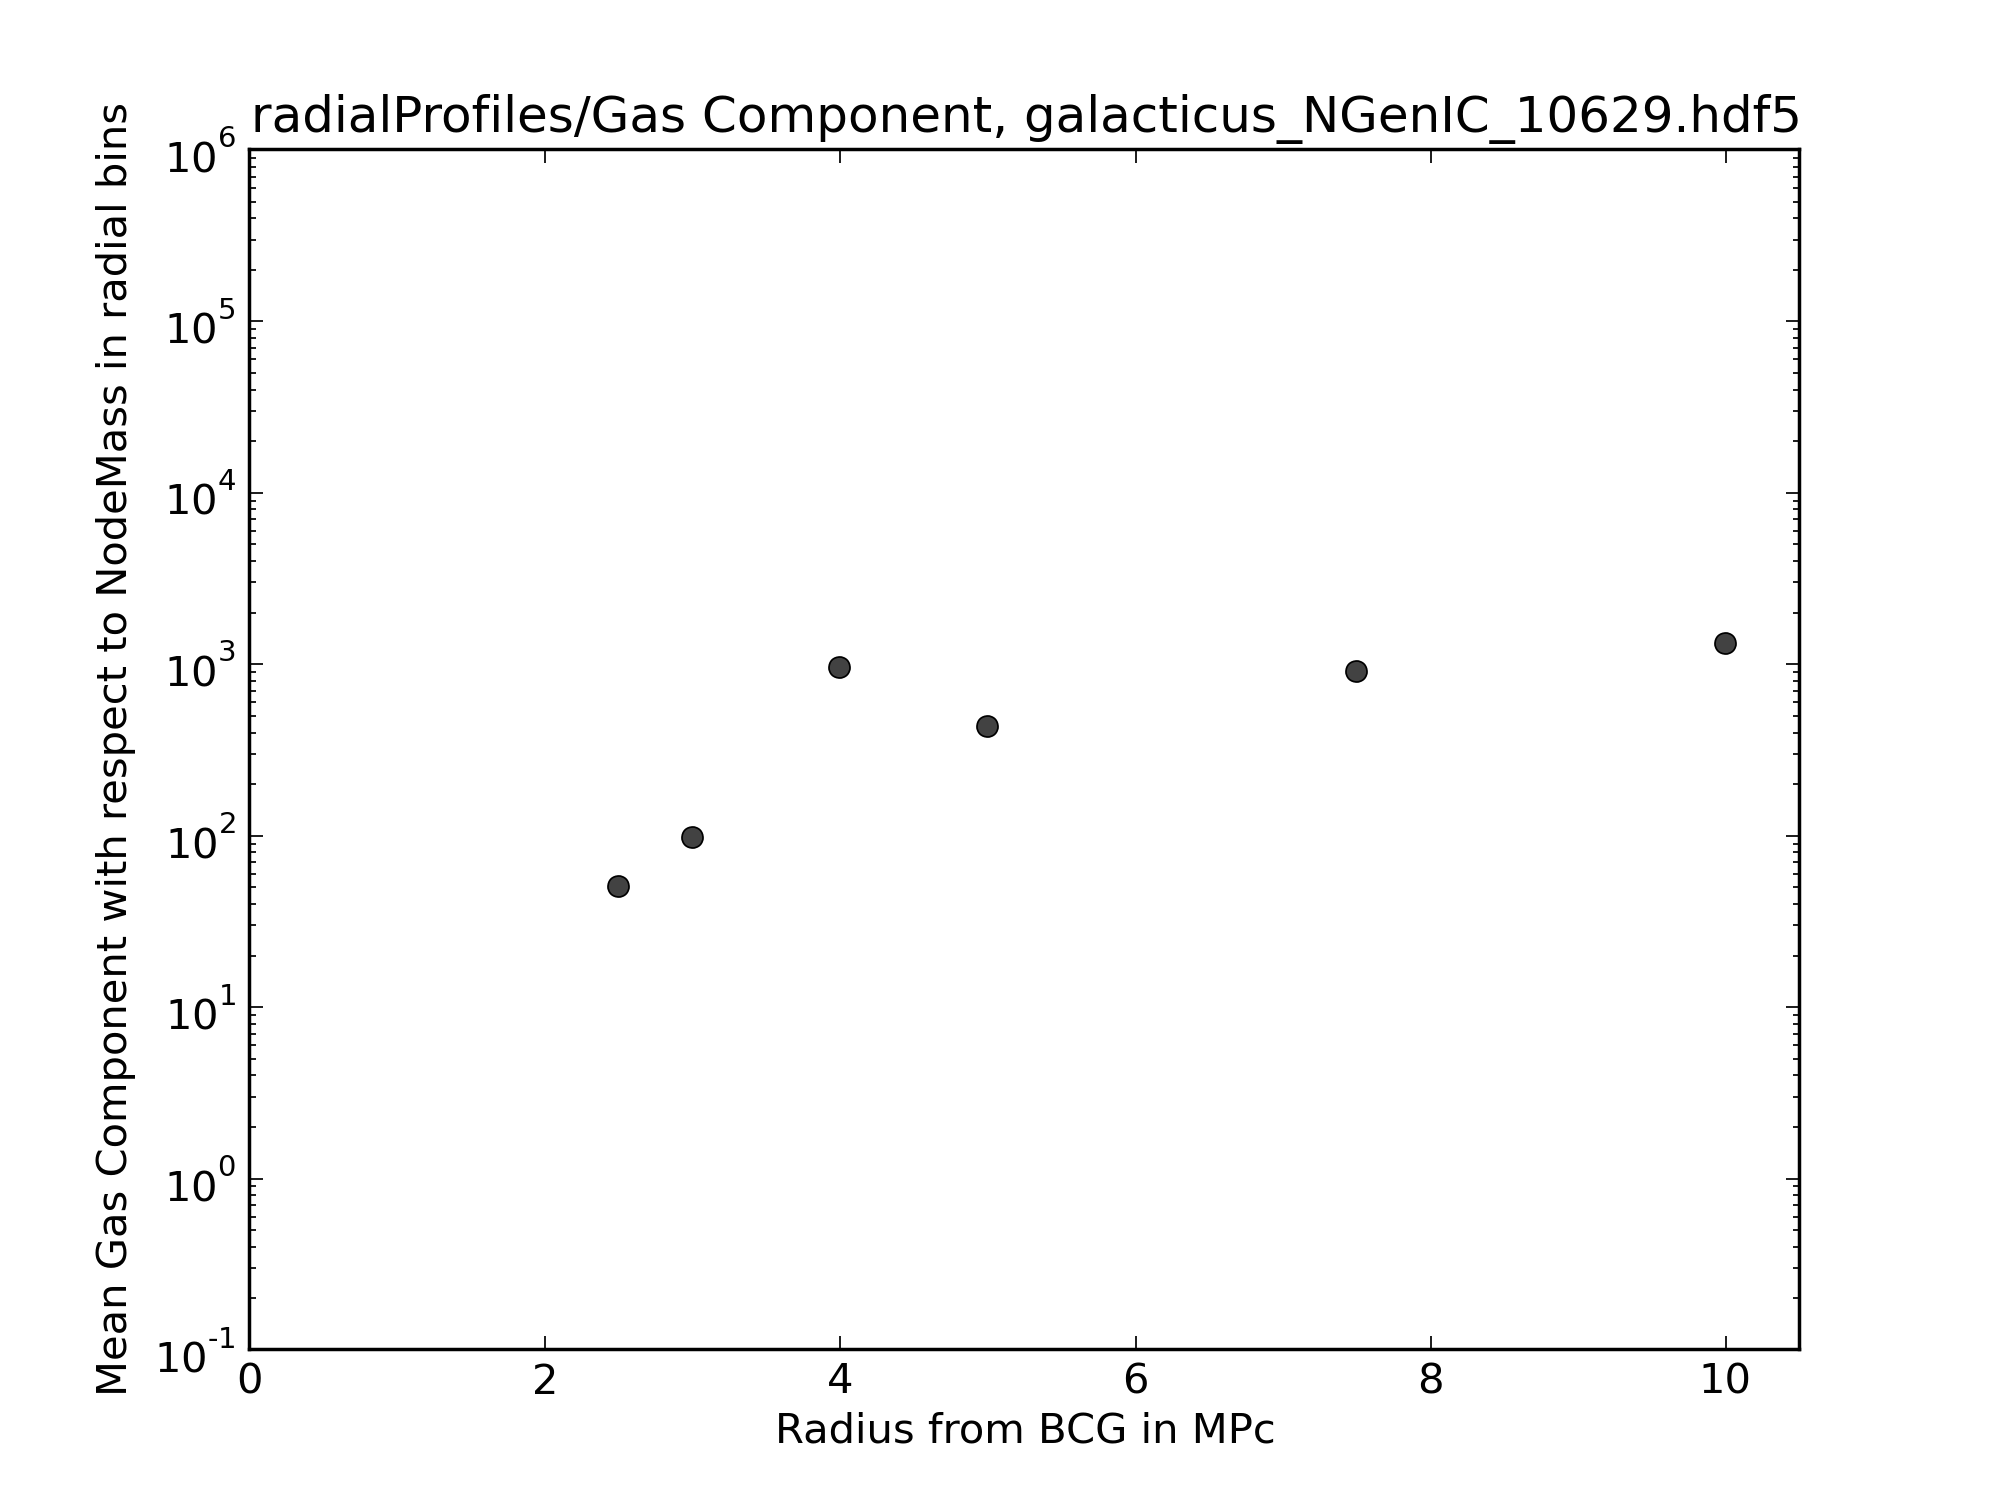 radialProfiles/Gas Component, galacticus_NGenIC_10629.hdf5
Mean Gas Component with respect to NodeMass in radial bins
10^6
10^5
10^4
10^3
10^2
10^1
10^0
10^-1
0 2 4 6 8 10
Radius from BCG in MPc